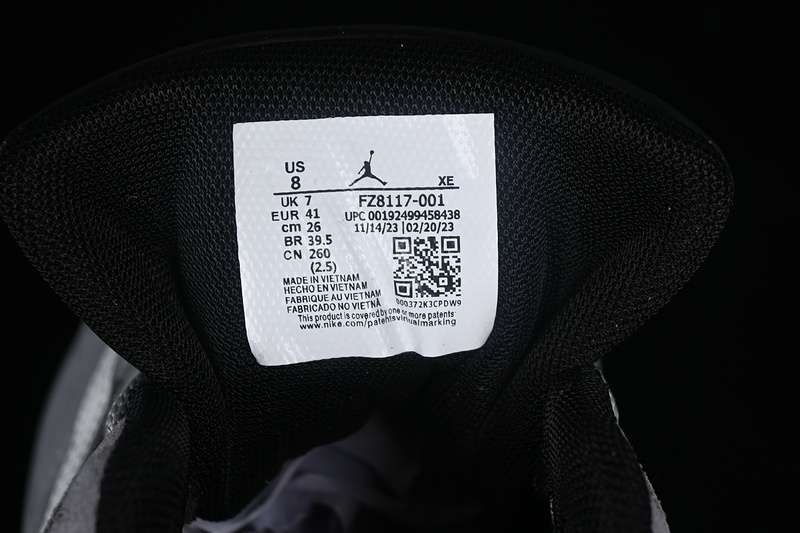 US
8
XE
UK 7
FZ8117-001
EUR 41
UPC 00192499458438
cm 26
11/14/23 |02/20/23
BR 39.5
CN 260
(2.5)
MADE IN VIETNAM
HECHO EN VIETNAM
FABRIQUE AU VIETNAM
FABRICADO NO VIETNÃ
000372K3CPDW9
This product is covered by one or more patents
www.nike.com/patentsvirtualmarking